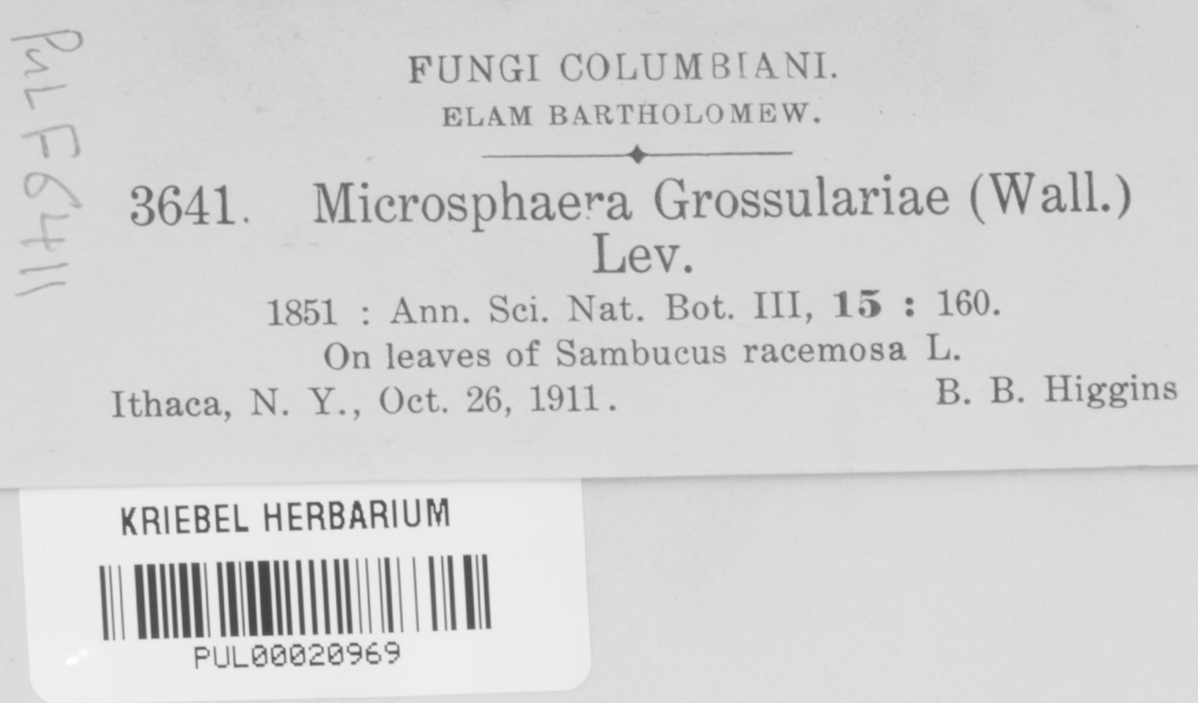 PUL F6411
FUNGI COLUMBIANI.
ELAM BARTHOLOMEW.
3641. Microsphaera Grossulariae (Wall.)
Lev.
1851 : Ann. Sci. Nat. Bot. III, 15 : 160.
On leaves of Sambucus racemosa L.
Ithaca, N. Y., Oct. 26, 1911. B. B. Higgins
KRIEBEL HERBARIUM
PUL00020969